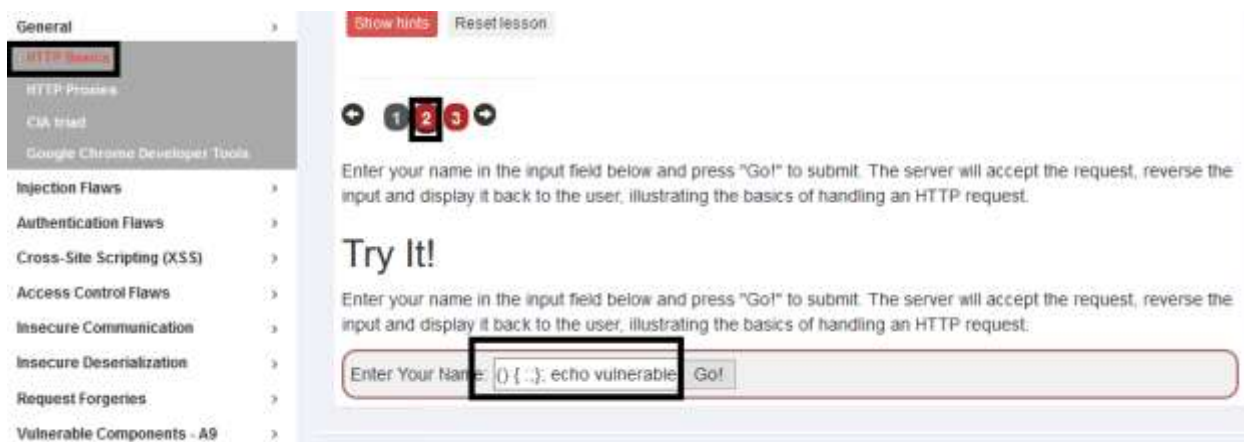 General
HTTP Basics
HTTP Proxies
CIA triad
Google Chrome Developer Tools
Injection Flaws
Authentication Flaws
Cross-Site Scripting (XSS)
Access Control Flaws
Insecure Communication
Insecure Deserialization
Request Forgeries
Vulnerable Components - A9
Show hints Reset lesson
1 2 3
Enter your name in the input field below and press "Go!" to submit. The server will accept the request, reverse the
input and display it back to the user, illustrating the basics of handling an HTTP request.
Try It!
Enter your name in the input field below and press "Go!" to submit. The server will accept the request, reverse the
input and display it back to the user, illustrating the basics of handling an HTTP request.
Enter Your Name: () { :;}; echo vulnerable Go!